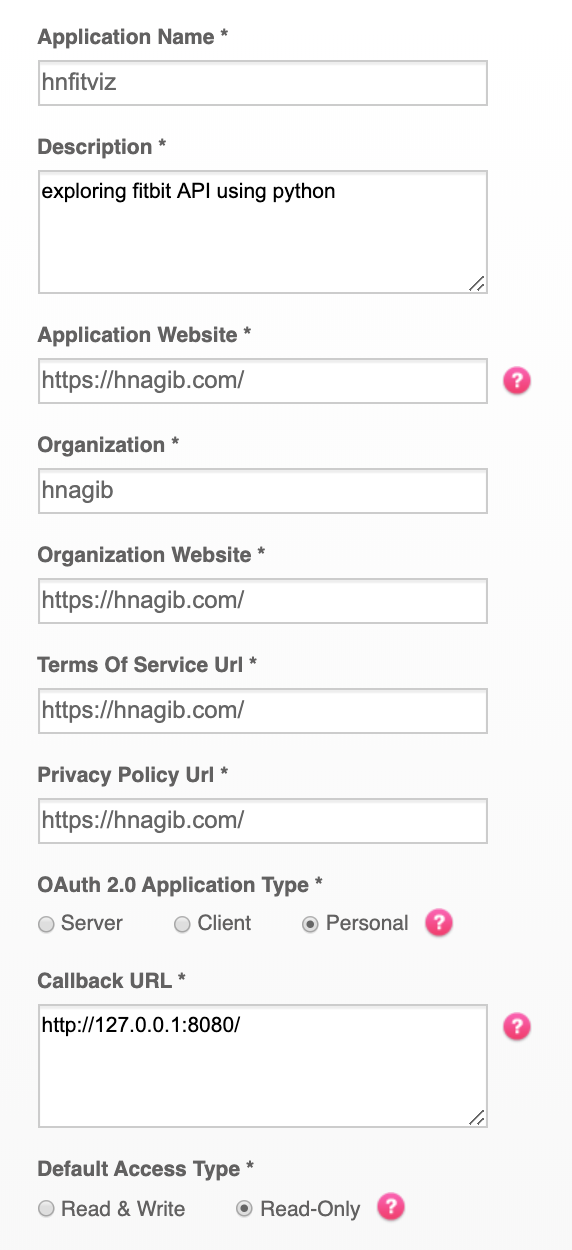 Application Name *
hnfitviz
Description *
exploring fitbit API using python
Application Website *
https://hnagib.com/
?
Organization *
hnagib
Organization Website *
https://hnagib.com/
Terms Of Service Url *
https://hnagib.com/
Privacy Policy Url *
https://hnagib.com/
OAuth 2.0 Application Type *
Server Client Personal ?
Callback URL *
http://127.0.0.1:8080/
?
Default Access Type *
Read & Write Read-Only ?